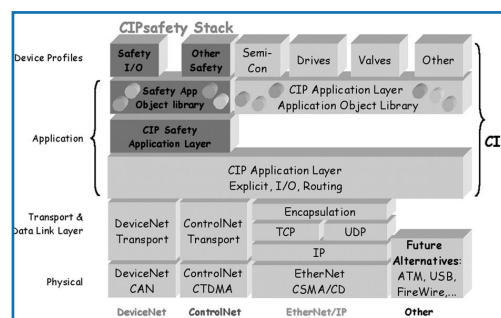 CIPsafety Stack
Device Profiles
Safety
I/O
Other
Safety
Semi-
Con
Drives
Valves
Other
Safety App
Object library
CIP Application Layer
Application Object Library
Application
CIP Safety
Application Layer
CI
CIP Application Layer
Explicit, I/O, Routing
Transport &
Data Link Layer
DeviceNet
Transport
ControlNet
Transport
Encapsulation
TCP
UDP
IP
Future
Alternatives:
ATM, USB,
FireWire,...
Physical
DeviceNet
CAN
ControlNet
CTDMA
EtherNet
CSMA/CD
DeviceNet
ControlNet
EtherNet/IP
Other